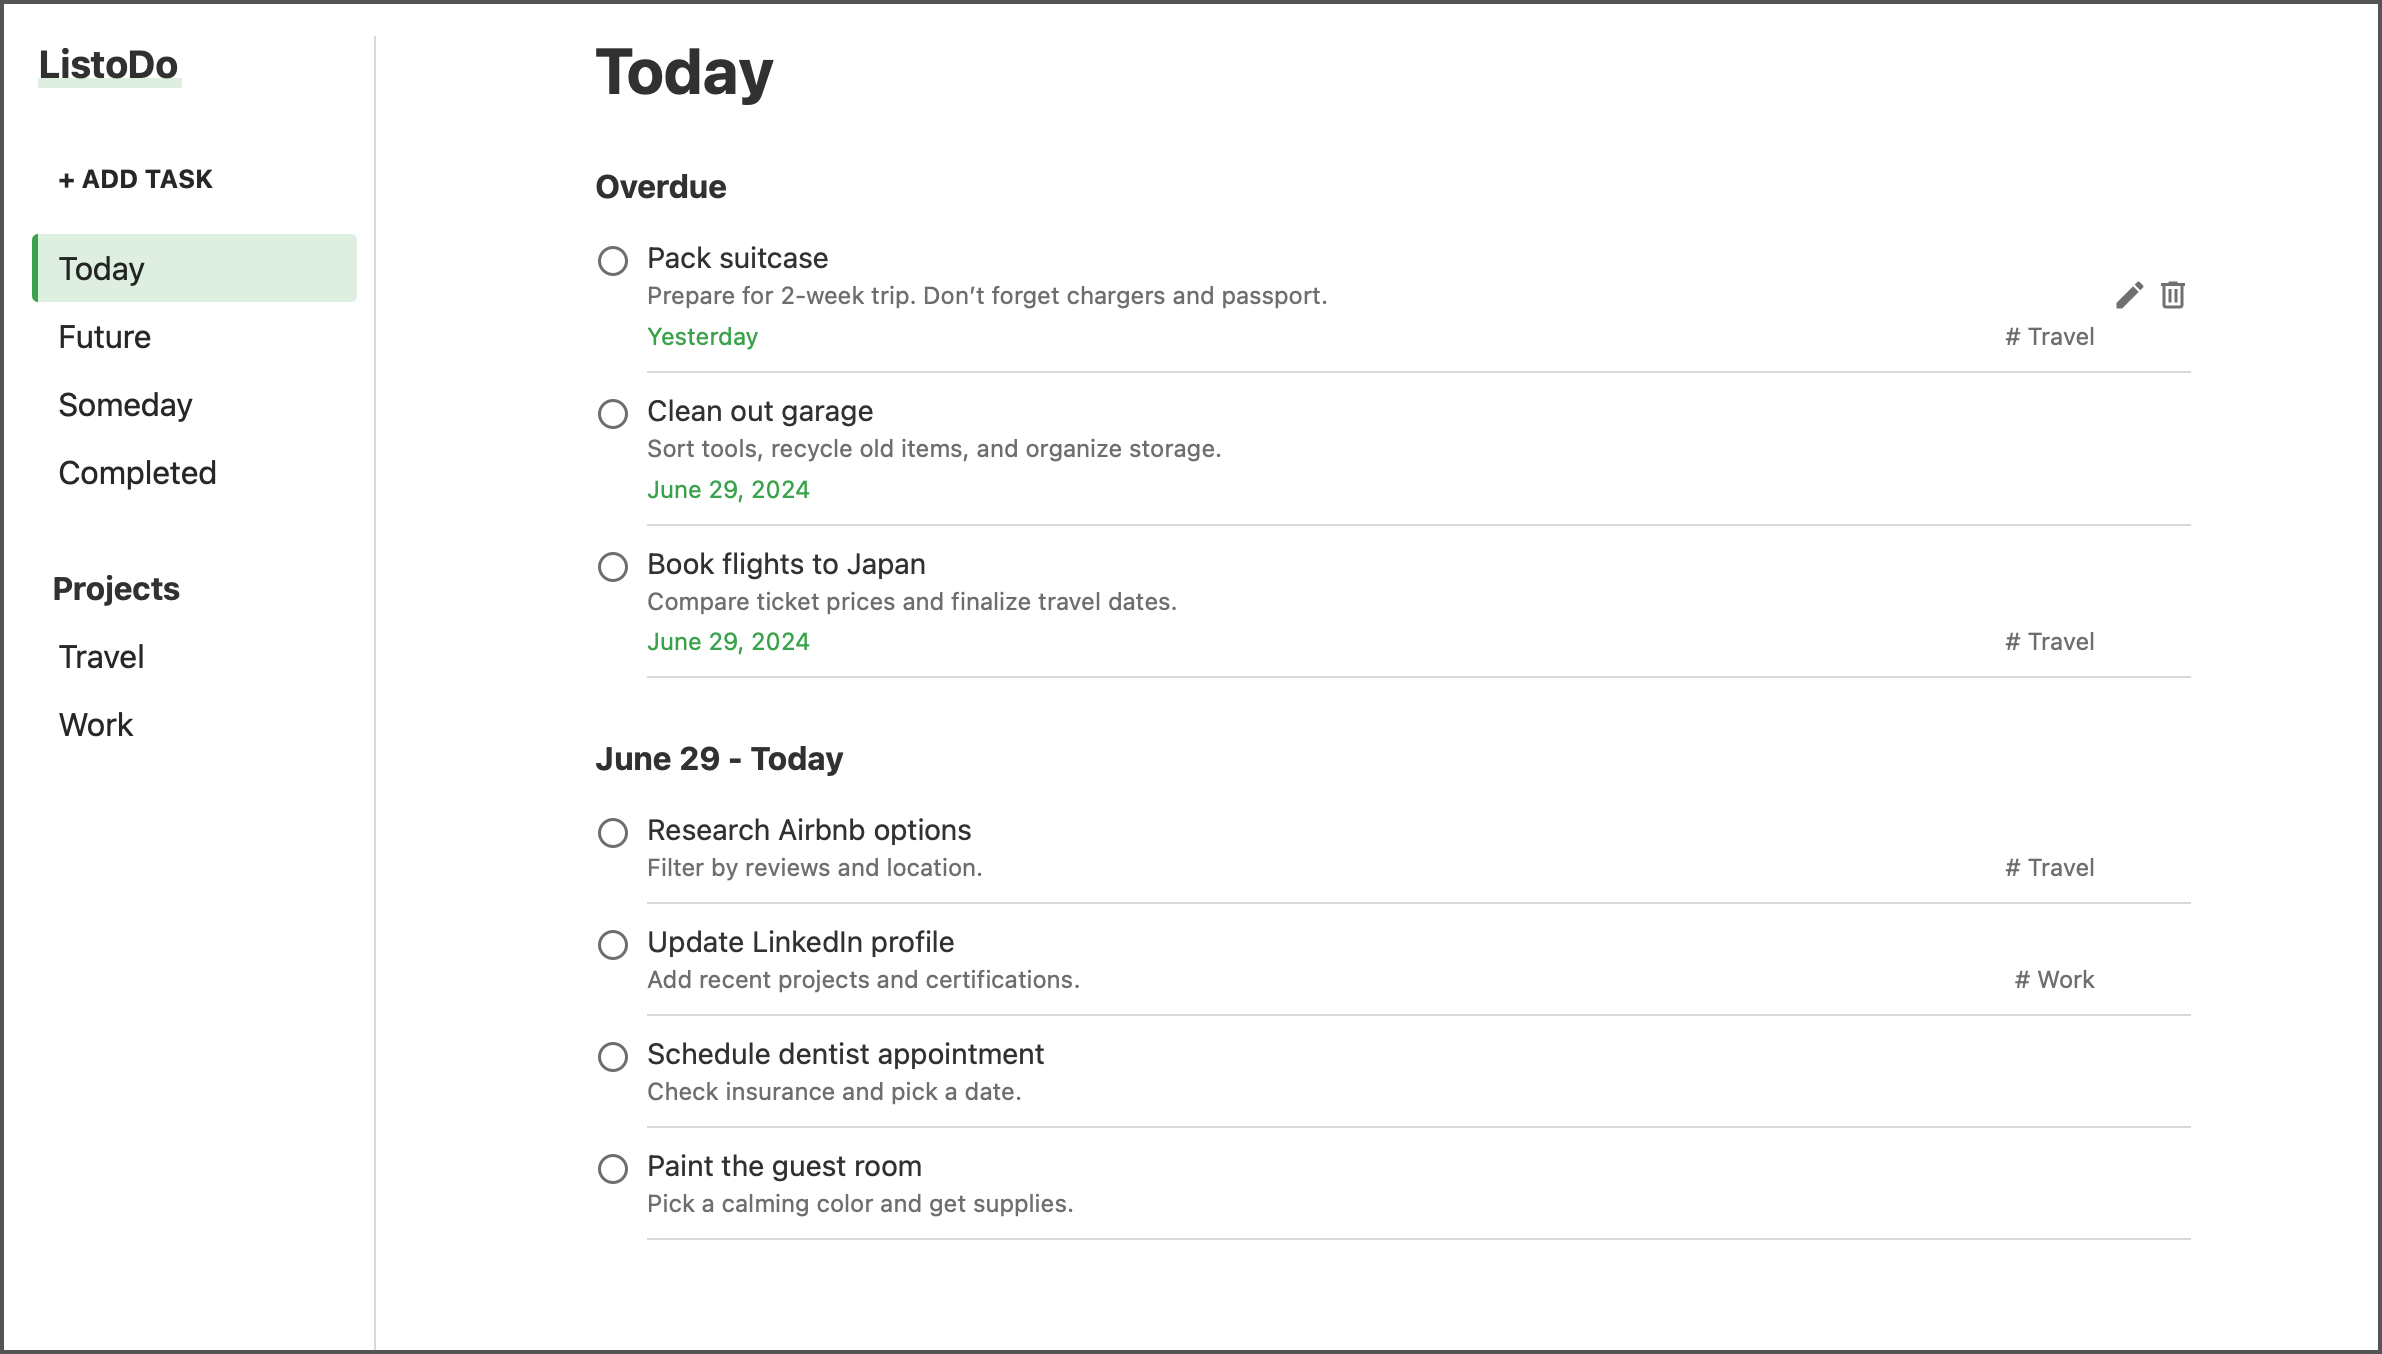 ListoDo
+ ADD TASK
Today
Future
Someday
Completed
Projects
Travel
Work
Today
Overdue
Pack suitcase
Prepare for 2-week trip. Don’t forget chargers and passport.
Yesterday # Travel
Clean out garage
Sort tools, recycle old items, and organize storage.
June 29, 2024
Book flights to Japan
Compare ticket prices and finalize travel dates.
June 29, 2024 # Travel
June 29 - Today
Research Airbnb options
Filter by reviews and location. # Travel
Update LinkedIn profile
Add recent projects and certifications. # Work
Schedule dentist appointment
Check insurance and pick a date.
Paint the guest room
Pick a calming color and get supplies.